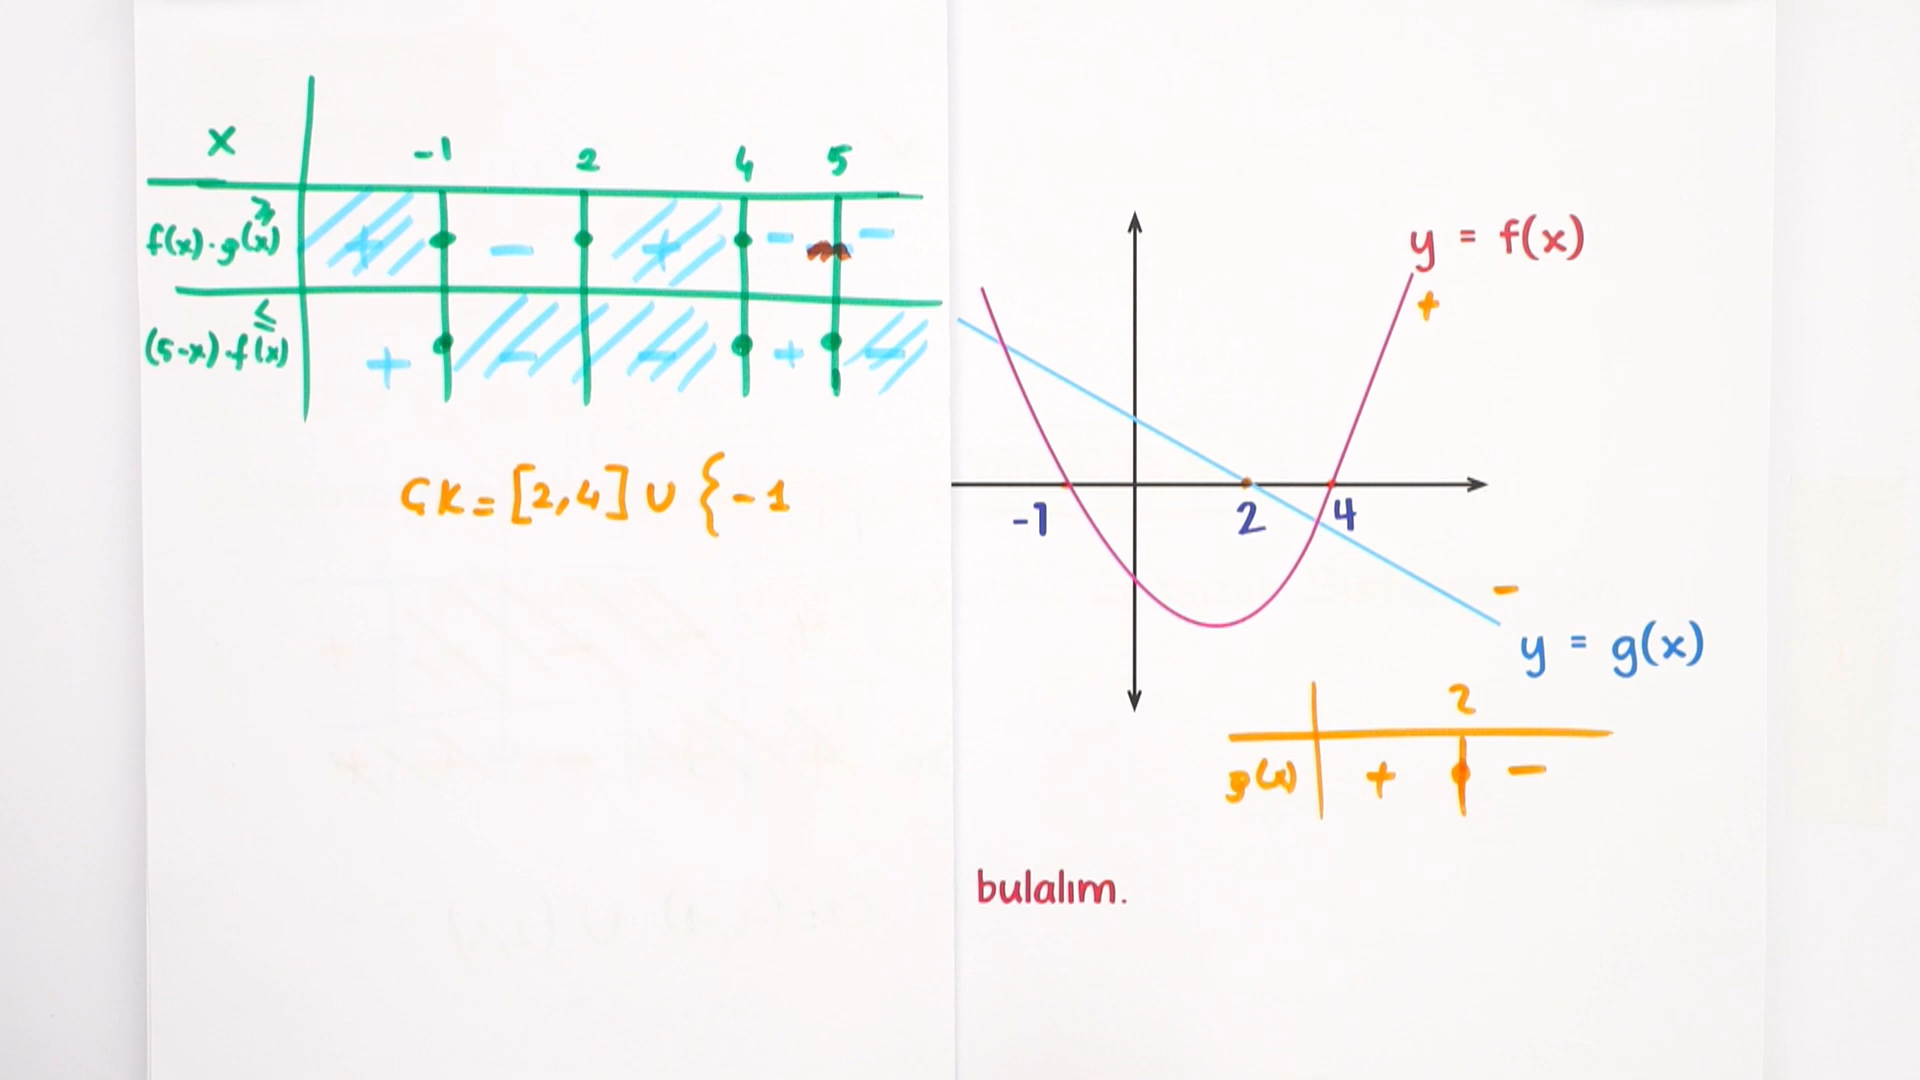 x -1 2 4 5
f(x)·g(x) ≥ + - + - -
(5-x)·f(x) ≤ + - - + -
ÇK = [2,4] ∪ {-1
y = f(x)
+
-1 2 4
-
y = g(x)
2
g(x) + -
bulalım.